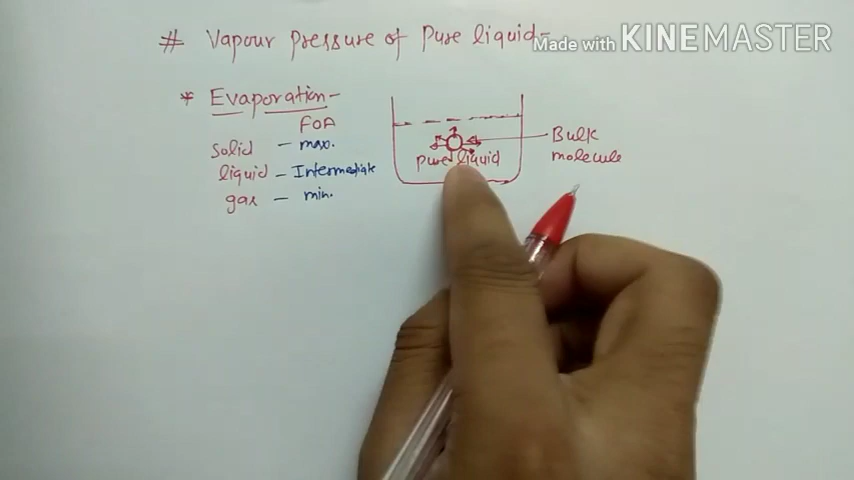 # Vapour pressure of Pure liquid-
Made with KINEMASTER
* Evaporation-
FOA
solid - max.
liquid - Intermediate
gas - min.
Bulk
molecule
pure liquid